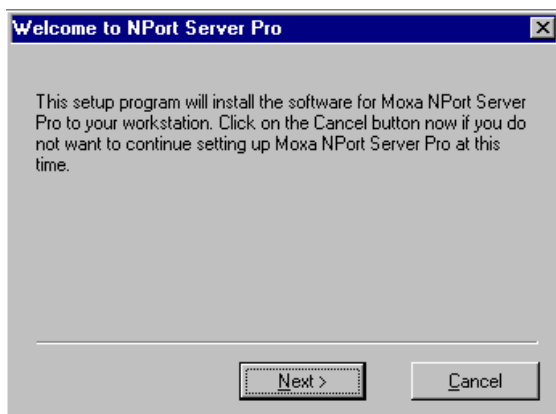 Welcome to NPort Server Pro
This setup program will install the software for Moxa NPort Server
Pro to your workstation. Click on the Cancel button now if you do
not want to continue setting up Moxa NPort Server Pro at this
time.
Next >
Cancel